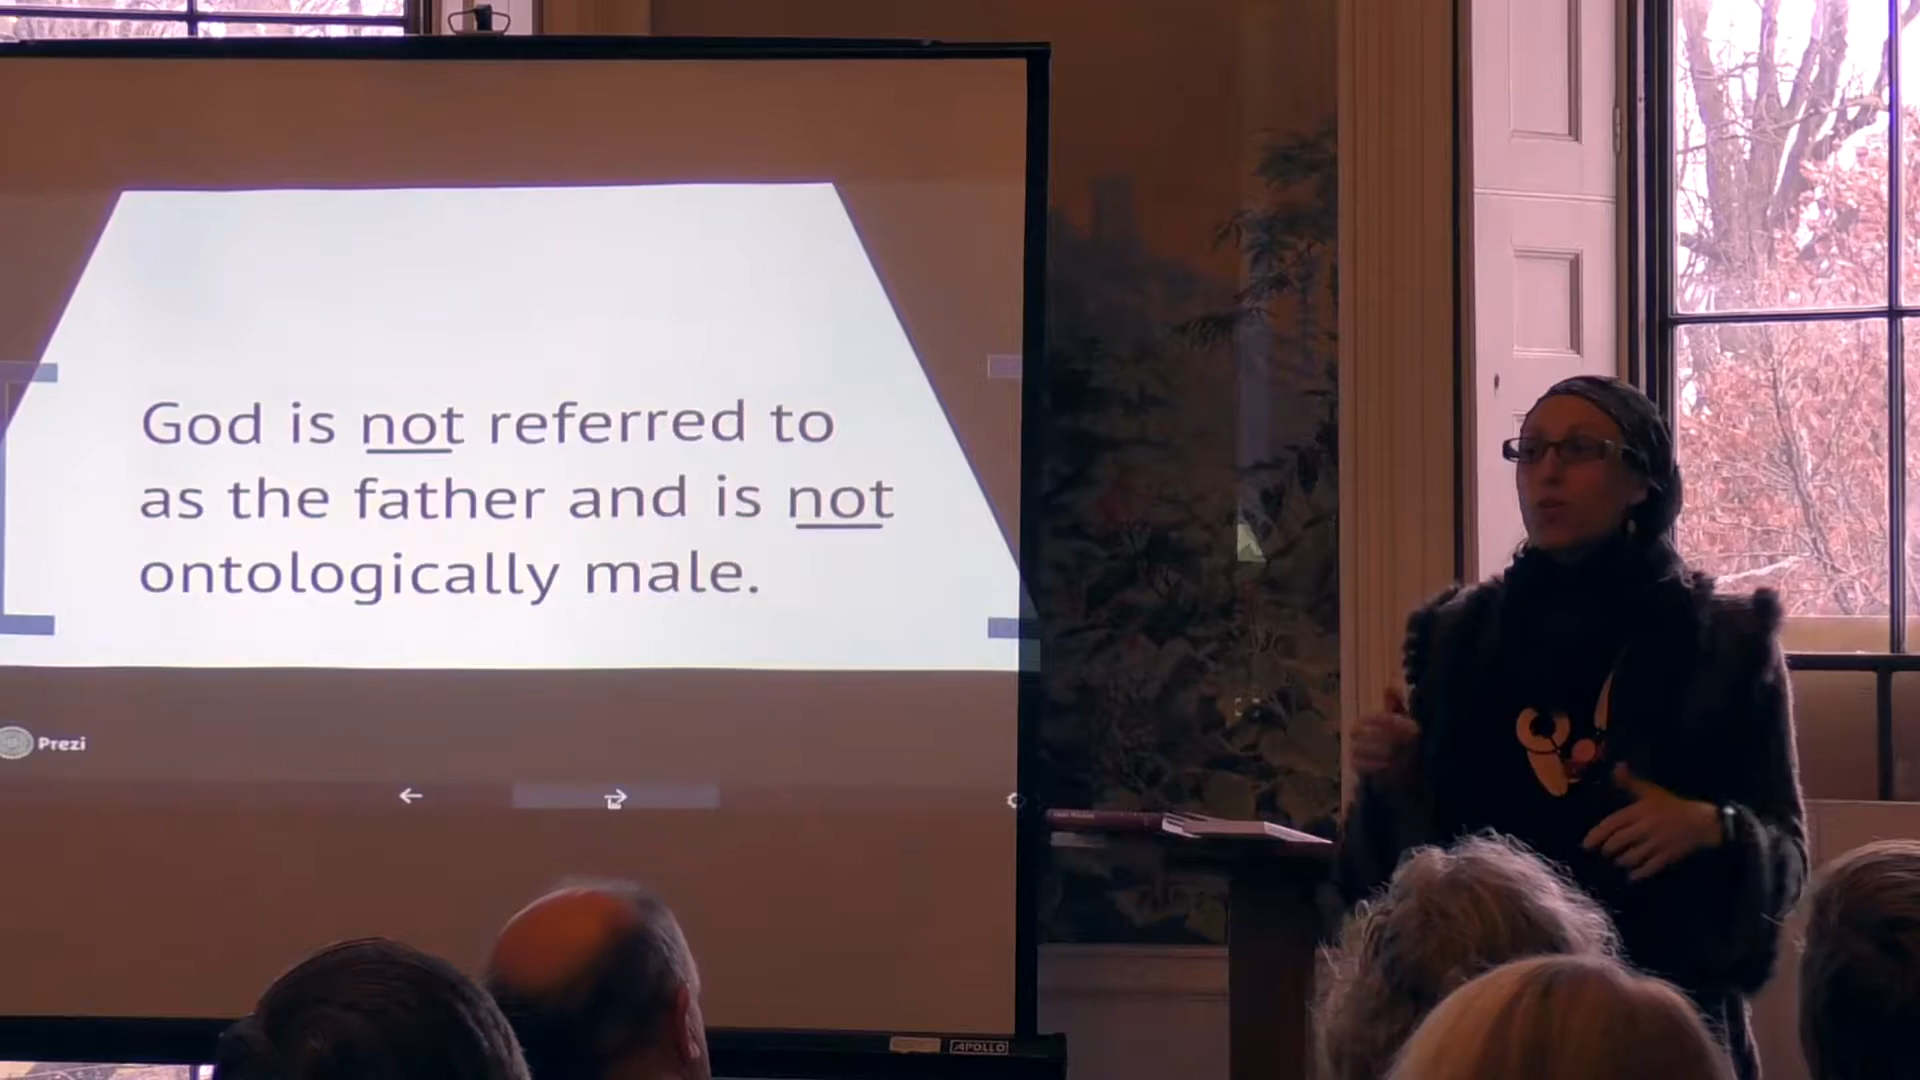 God is not referred to
as the father and is not
ontologically male.
Prezi
APOLLO